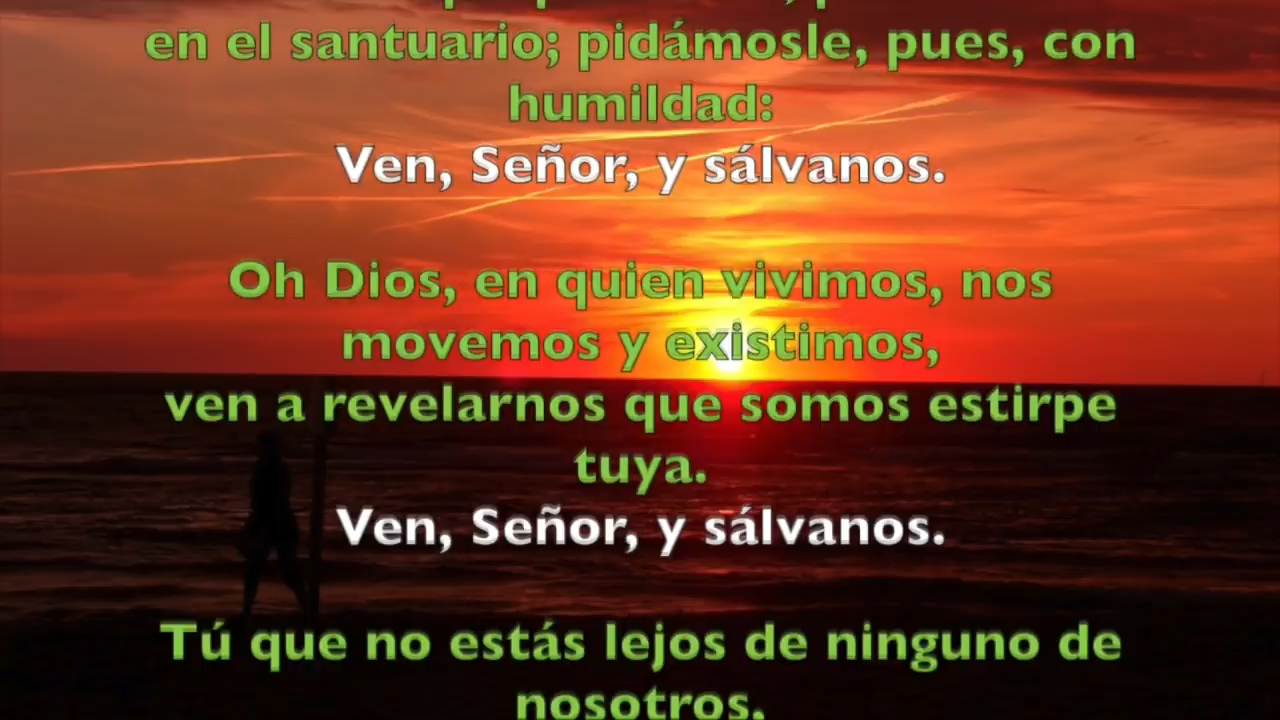 en el santuario; pidámosle, pues, con
humildad:
Ven, Señor, y sálvanos.
Oh Dios, en quien vivimos, nos
movemos y existimos,
ven a revelarnos que somos estirpe
tuya.
Ven, Señor, y sálvanos.
Tú que no estás lejos de ninguno de
nosotros,